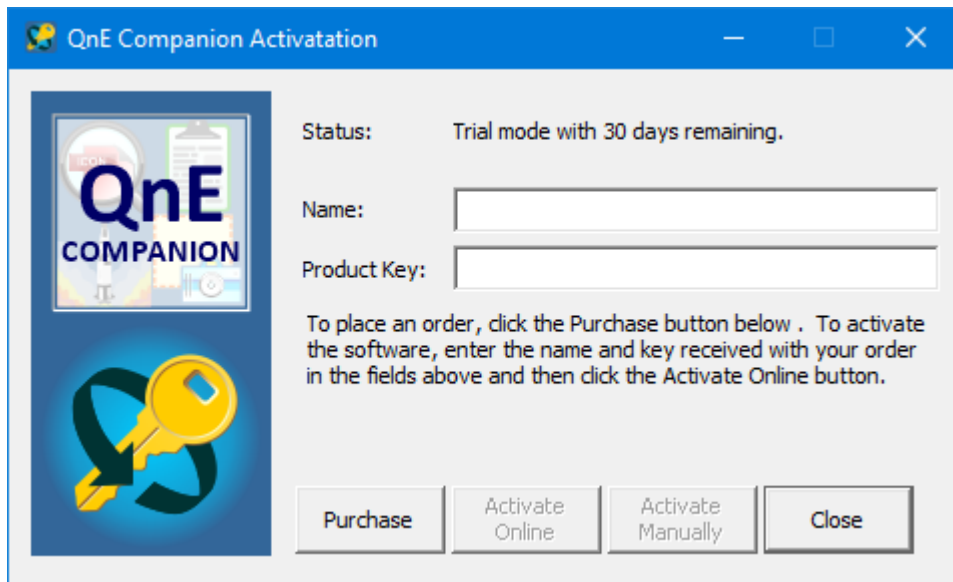 QnE Companion Activatation
ICON
QnE
COMPANION
Status: Trial mode with 30 days remaining.
Name:
Product Key:
To place an order, click the Purchase button below . To activate
the software, enter the name and key received with your order
in the fields above and then click the Activate Online button.
Purchase
Activate
Online
Activate
Manually
Close